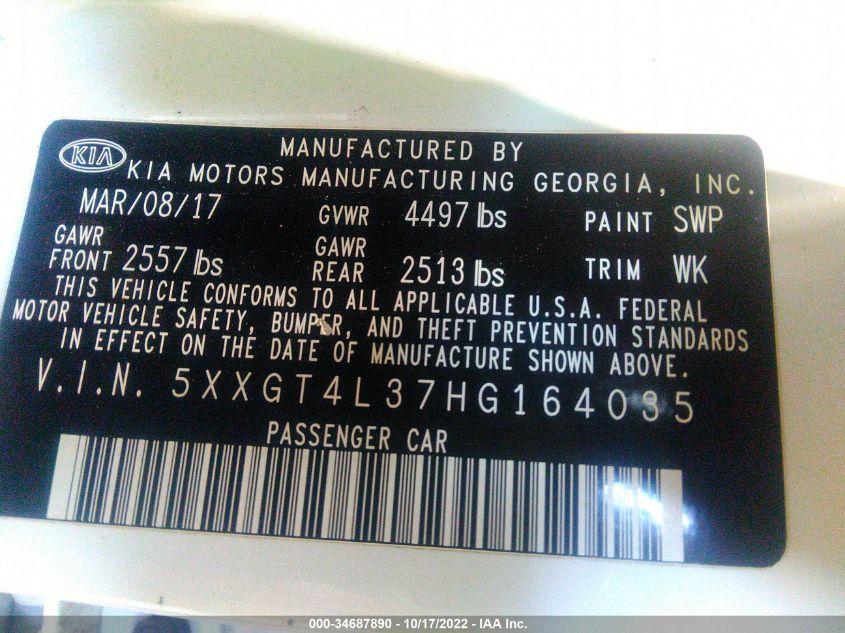 MANUFACTURED BY
KIA KIA MOTORS MANUFACTURING GEORGIA, INC.
MAR/08/17 GVWR 4497 lbs PAINT SWP
GAWR FRONT 2557 lbs GAWR REAR 2513 lbs TRIM WK
THIS VEHICLE CONFORMS TO ALL APPLICABLE U.S.A. FEDERAL
MOTOR VEHICLE SAFETY, BUMPER, AND THEFT PREVENTION STANDARDS
IN EFFECT ON THE DATE OF MANUFACTURE SHOWN ABOVE.
V.I.N. 5XXGT4L37HG164035
PASSENGER CAR
000-34687890 - 10/17/2022 - IAA Inc.